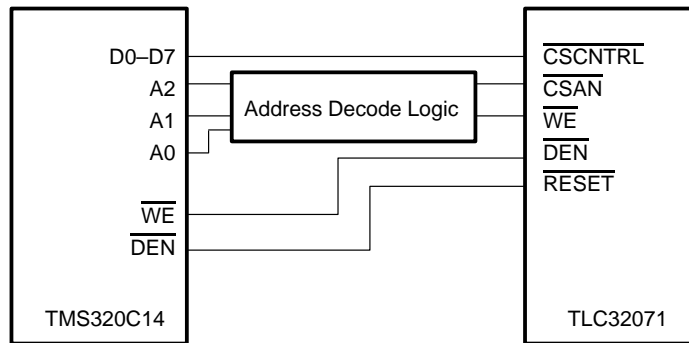 D0–D7
A2
A1
A0
WE
DEN
TMS320C14
Address Decode Logic
CSCNTRL
CSAN
WE
DEN
RESET
TLC32071